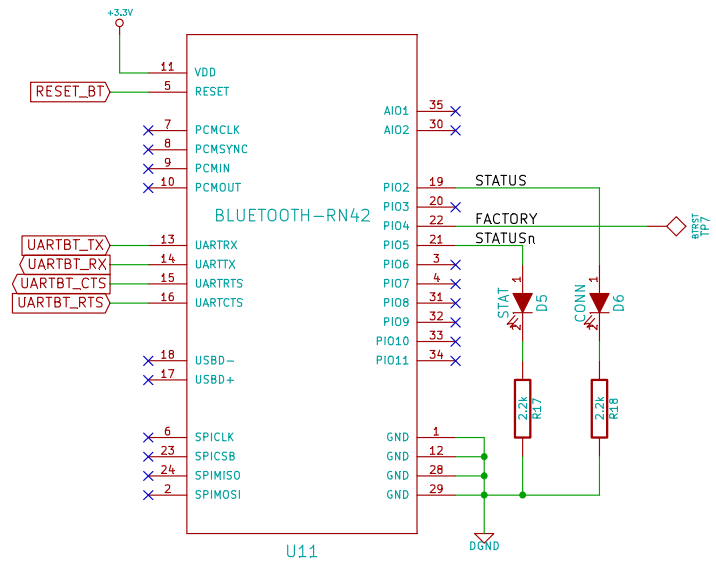 +3.3V
11 VDD
RESET_BT 5 RESET
AIO1 35
7 PCMCLK
AIO2 30
8 PCMSYNC
9 PCMIN
10 PCMOUT
PIO2 19 STATUS
PIO3 20
BLUETOOTH-RN42
PIO4 22 FACTORY
BTRST
TP7
UARTBT_TX 13 UARTRX
PIO5 21 STATUSn
UARTBT_RX 14 UARTTX
PIO6 3
UARTBT_CTS 15 UARTRTS
PIO7 4
UARTBT_RTS 16 UARTCTS
PIO8 31
1 STAT D5 2
1 CONN D6 2
PIO9 32
PIO10 33
18 USBD-
PIO11 34
17 USBD+
2.2k R17
2.2k R18
6 SPICLK
GND 1
23 SPICSB
GND 12
24 SPIMISO
GND 28
2 SPIMOSI
GND 29
DGND
U11